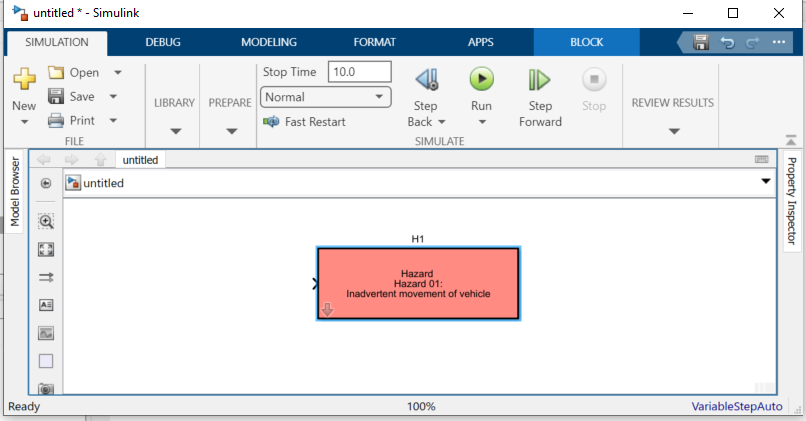 untitled * - Simulink
SIMULATION DEBUG MODELING FORMAT APPS BLOCK
New
Open
Save
Print
FILE
LIBRARY
PREPARE
Stop Time 10.0
Normal
Fast Restart
Step Back
Run
Step Forward
Stop
SIMULATE
REVIEW RESULTS
Model Browser
untitled
untitled
H1
Hazard
Hazard 01:
Inadvertent movement of vehicle
Property Inspector
Ready 100% VariableStepAuto